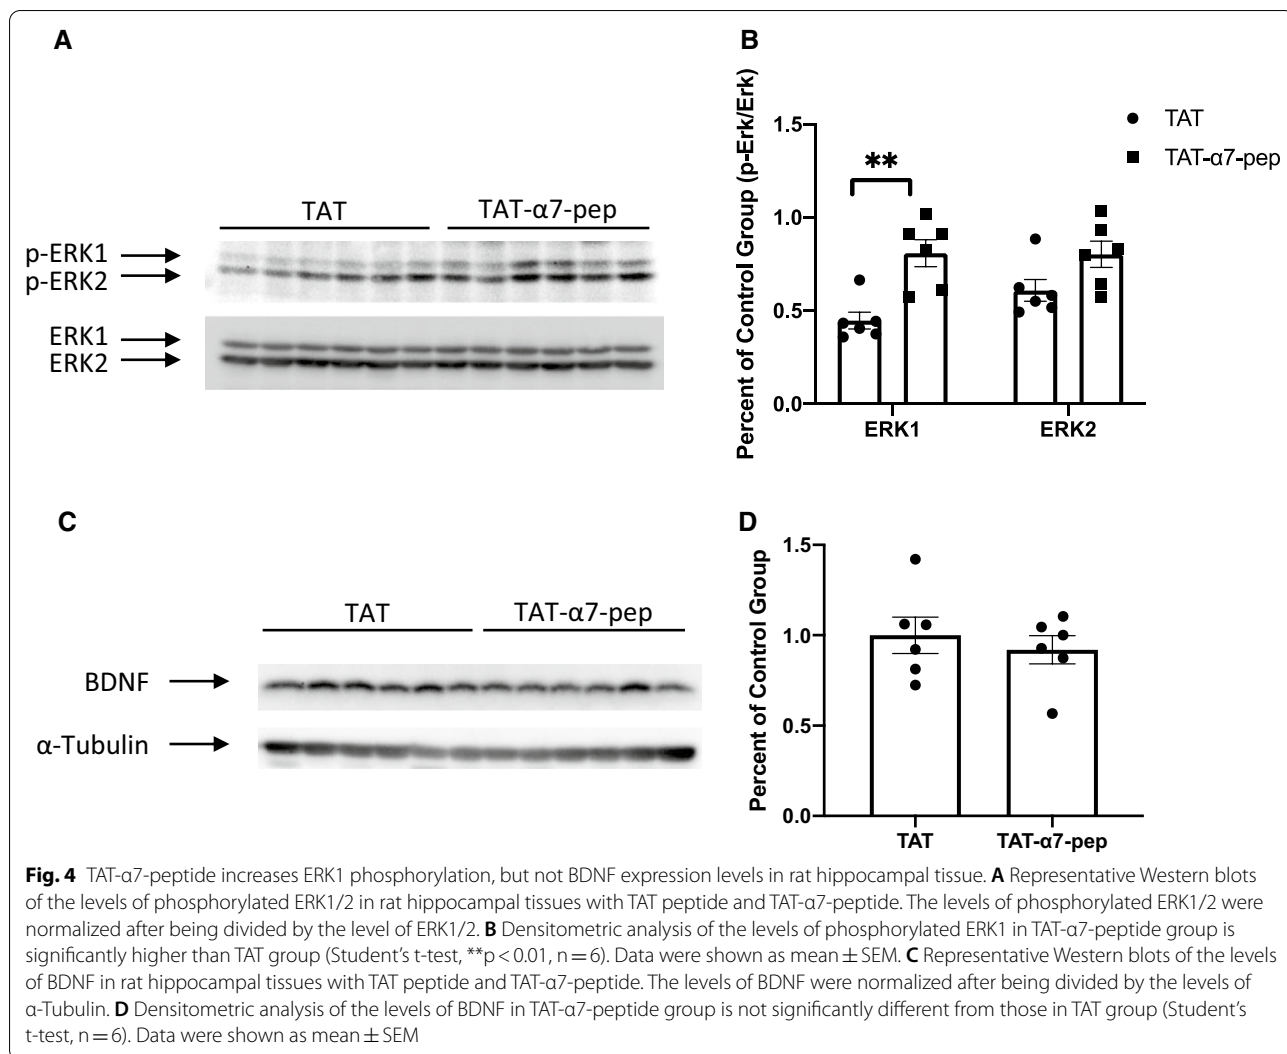 A
TAT TAT-α7-pep
p-ERK1
p-ERK2
ERK1
ERK2
B
Percent of Control Group (p-Erk/Erk)
1.5
1.0
0.5
0.0
**
ERK1 ERK2
TAT
TAT-α7-pep
C
TAT TAT-α7-pep
BDNF
α-Tubulin
D
Percent of Control Group
1.5
1.0
0.5
0.0
TAT TAT-α7-pep
Fig. 4 TAT-α7-peptide increases ERK1 phosphorylation, but not BDNF expression levels in rat hippocampal tissue. A Representative Western blots
of the levels of phosphorylated ERK1/2 in rat hippocampal tissues with TAT peptide and TAT-α7-peptide. The levels of phosphorylated ERK1/2 were
normalized after being divided by the level of ERK1/2. B Densitometric analysis of the levels of phosphorylated ERK1 in TAT-α7-peptide group is
significantly higher than TAT group (Student's t-test, **p < 0.01, n = 6). Data were shown as mean ± SEM. C Representative Western blots of the levels
of BDNF in rat hippocampal tissues with TAT peptide and TAT-α7-peptide. The levels of BDNF were normalized after being divided by the levels of
α-Tubulin. D Densitometric analysis of the levels of BDNF in TAT-α7-peptide group is not significantly different from those in TAT group (Student's
t-test, n = 6). Data were shown as mean ± SEM